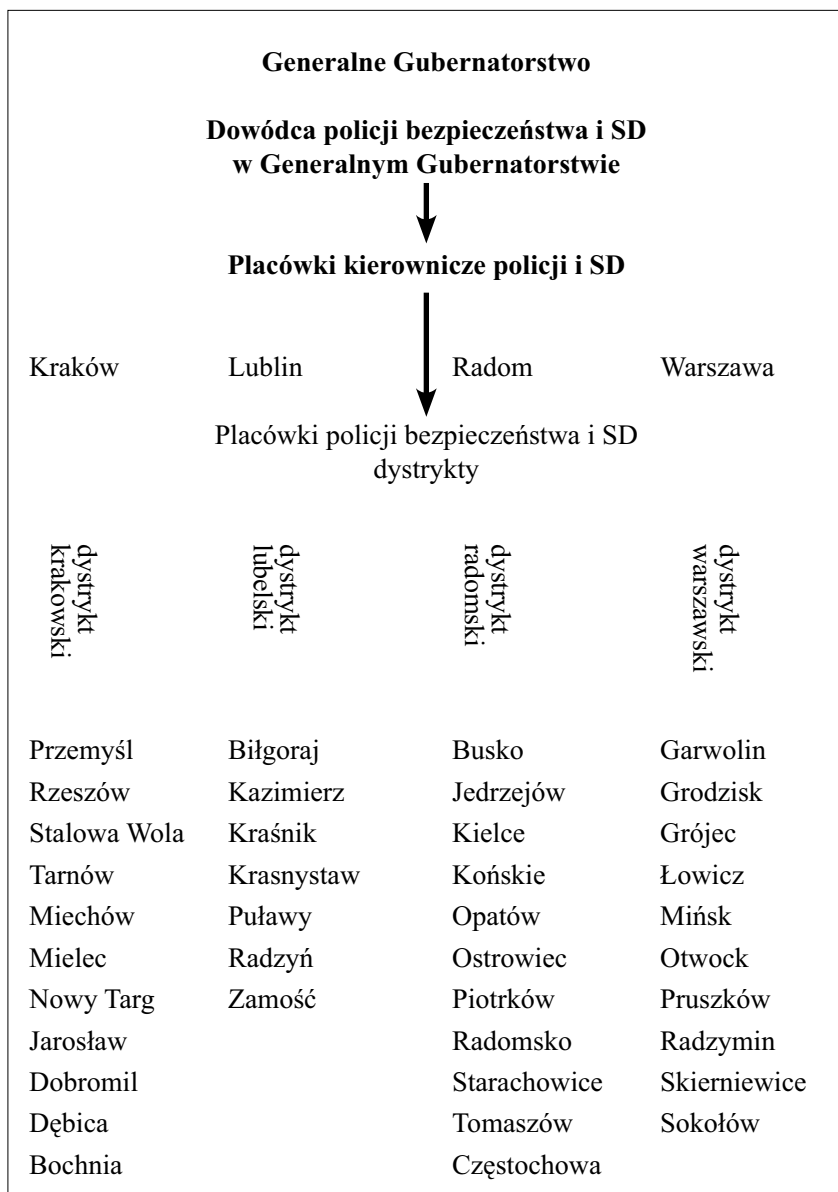 Generalne Gubernatorstwo
Dowódca policji bezpieczeństwa i SD
w Generalnym Gubernatorstwie
Placówki kierownicze policji i SD
Kraków Lublin Radom Warszawa
Placówki policji bezpieczeństwa i SD
dystrykty
dystrykt
krakowski
dystrykt
lubelski
dystrykt
radomski
dystrykt
warszawski
Przemyśl Biłgoraj Busko Garwolin
Rzeszów Kazimierz Jedrzejów Grodzisk
Stalowa Wola Kraśnik Kielce Grójec
Tarnów Krasnystaw Końskie Łowicz
Miechów Puławy Opatów Mińsk
Mielec Radzyń Ostrowiec Otwock
Nowy Targ Zamość Piotrków Pruszków
Jarosław Radomsko Radzymin
Dobromil Starachowice Skierniewice
Dębica Tomaszów Sokołów
Bochnia Częstochowa